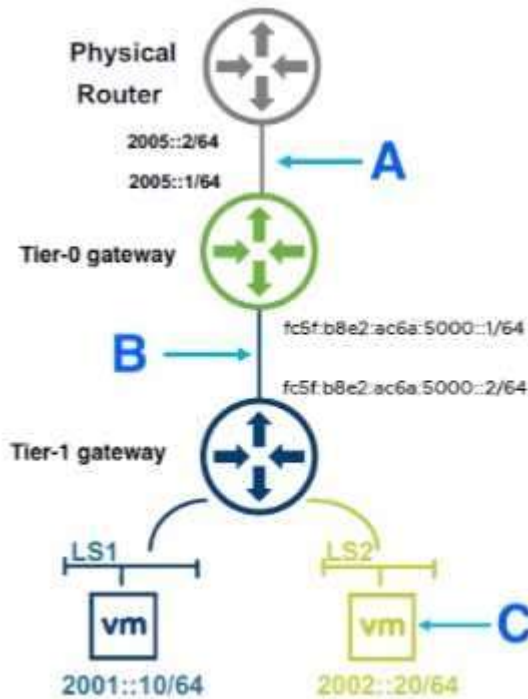 Physical
Router
2005::2/64
A
2005::1/64
Tier-0 gateway
fc5f:b8e2:ac6a:5000::1/64
B
fc5f:b8e2:ac6a:5000::2/64
Tier-1 gateway
LS1
LS2
vm
vm
C
2001::10/64
2002::20/64